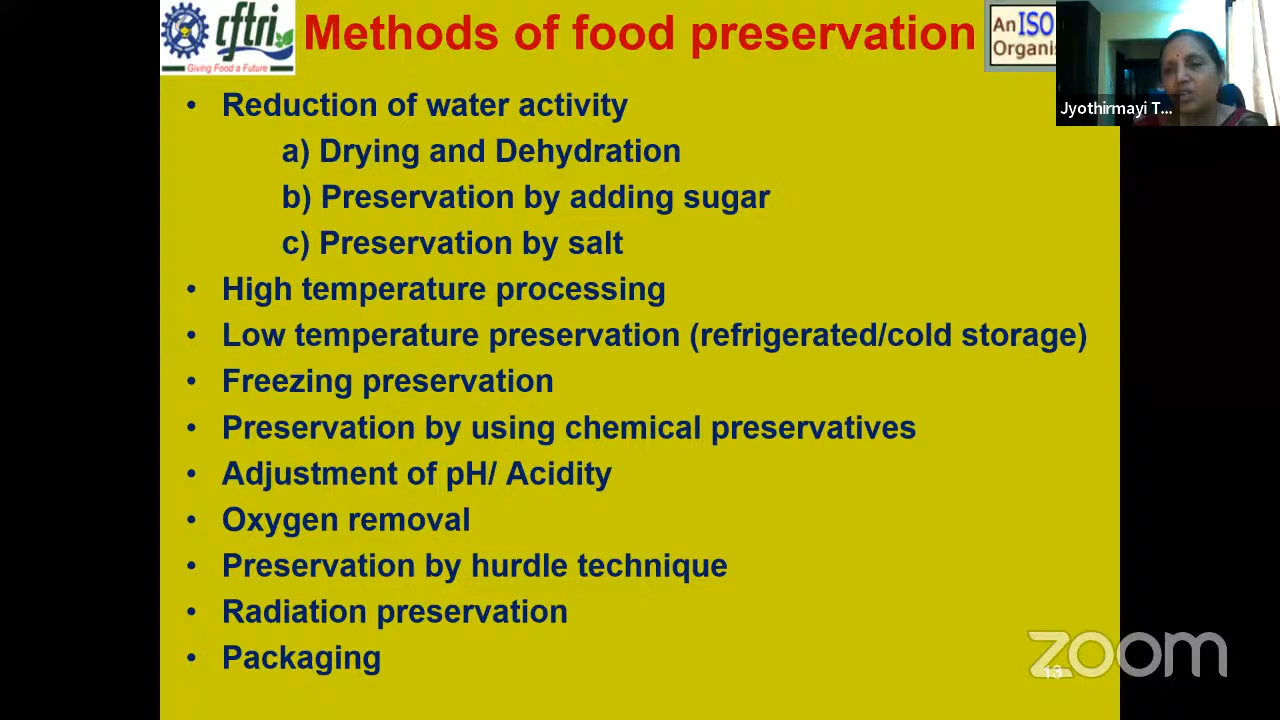 cftri
Giving Food a Future
Methods of food preservation
An ISO
Organis
Jyothirmayi T...
• Reduction of water activity
a) Drying and Dehydration
b) Preservation by adding sugar
c) Preservation by salt
• High temperature processing
• Low temperature preservation (refrigerated/cold storage)
• Freezing preservation
• Preservation by using chemical preservatives
• Adjustment of pH/ Acidity
• Oxygen removal
• Preservation by hurdle technique
• Radiation preservation
• Packaging
zoom
13